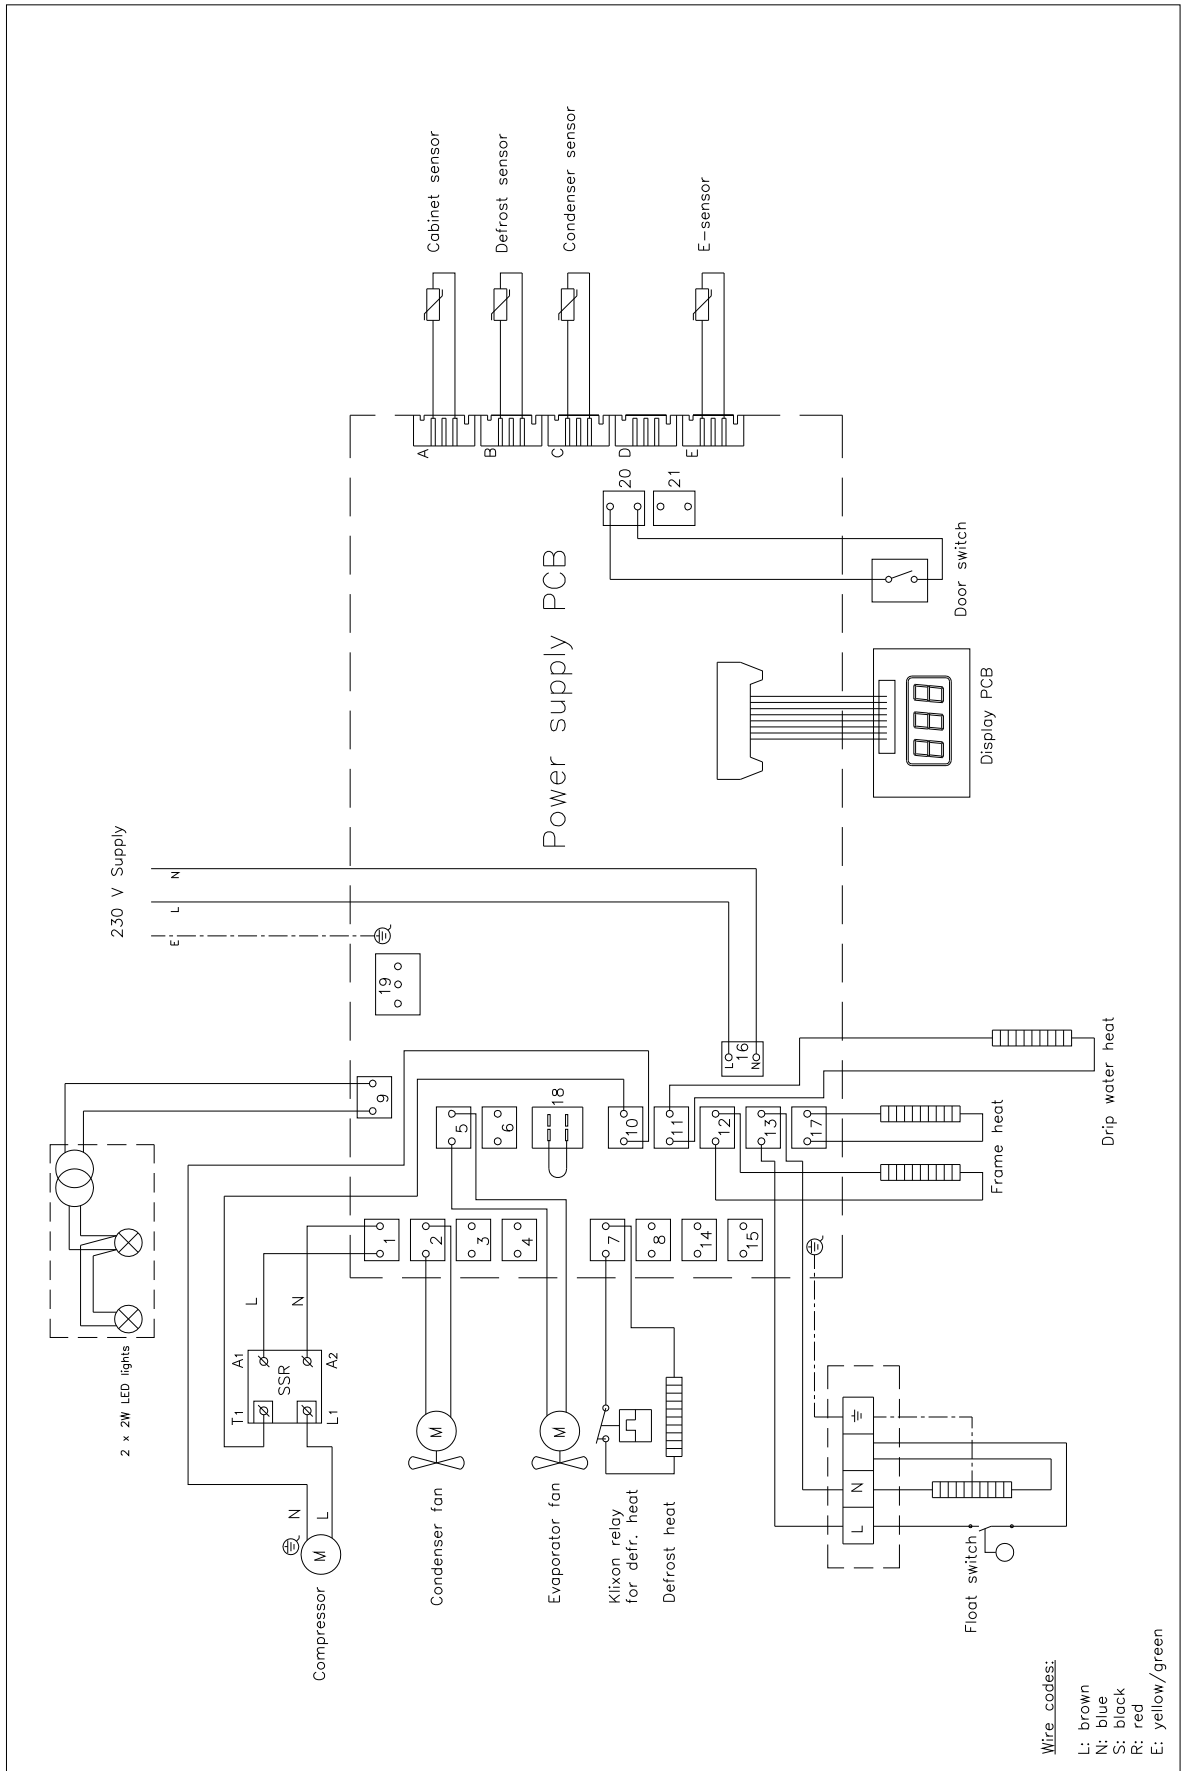 Compressor
M
N
L
T1
L1
SSR
A1
A2
L
N
2 x 2W LED lights
230 V Supply
E
L
N
Condenser fan
M
Evaporator fan
M
Klixon relay
for defr. heat
Defrost heat
Float switch
L
N
1
2
3
4
7
8
14
15
5
6
18
10
11
12
13
17
9
19
L
16
N
Frame heat
Drip water heat
Power supply PCB
Display PCB
Door switch
20
21
A
B
C
D
E
Cabinet sensor
Defrost sensor
Condenser sensor
E-sensor
Wire codes:
L: brown
N: blue
S: black
R: red
E: yellow/green